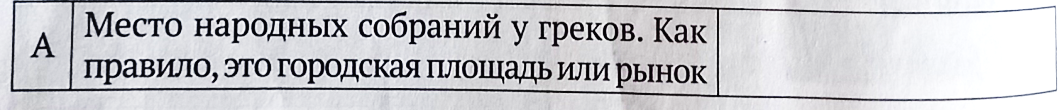 А
Место народных собраний у греков. Как
правило, это городская площадь или рынок